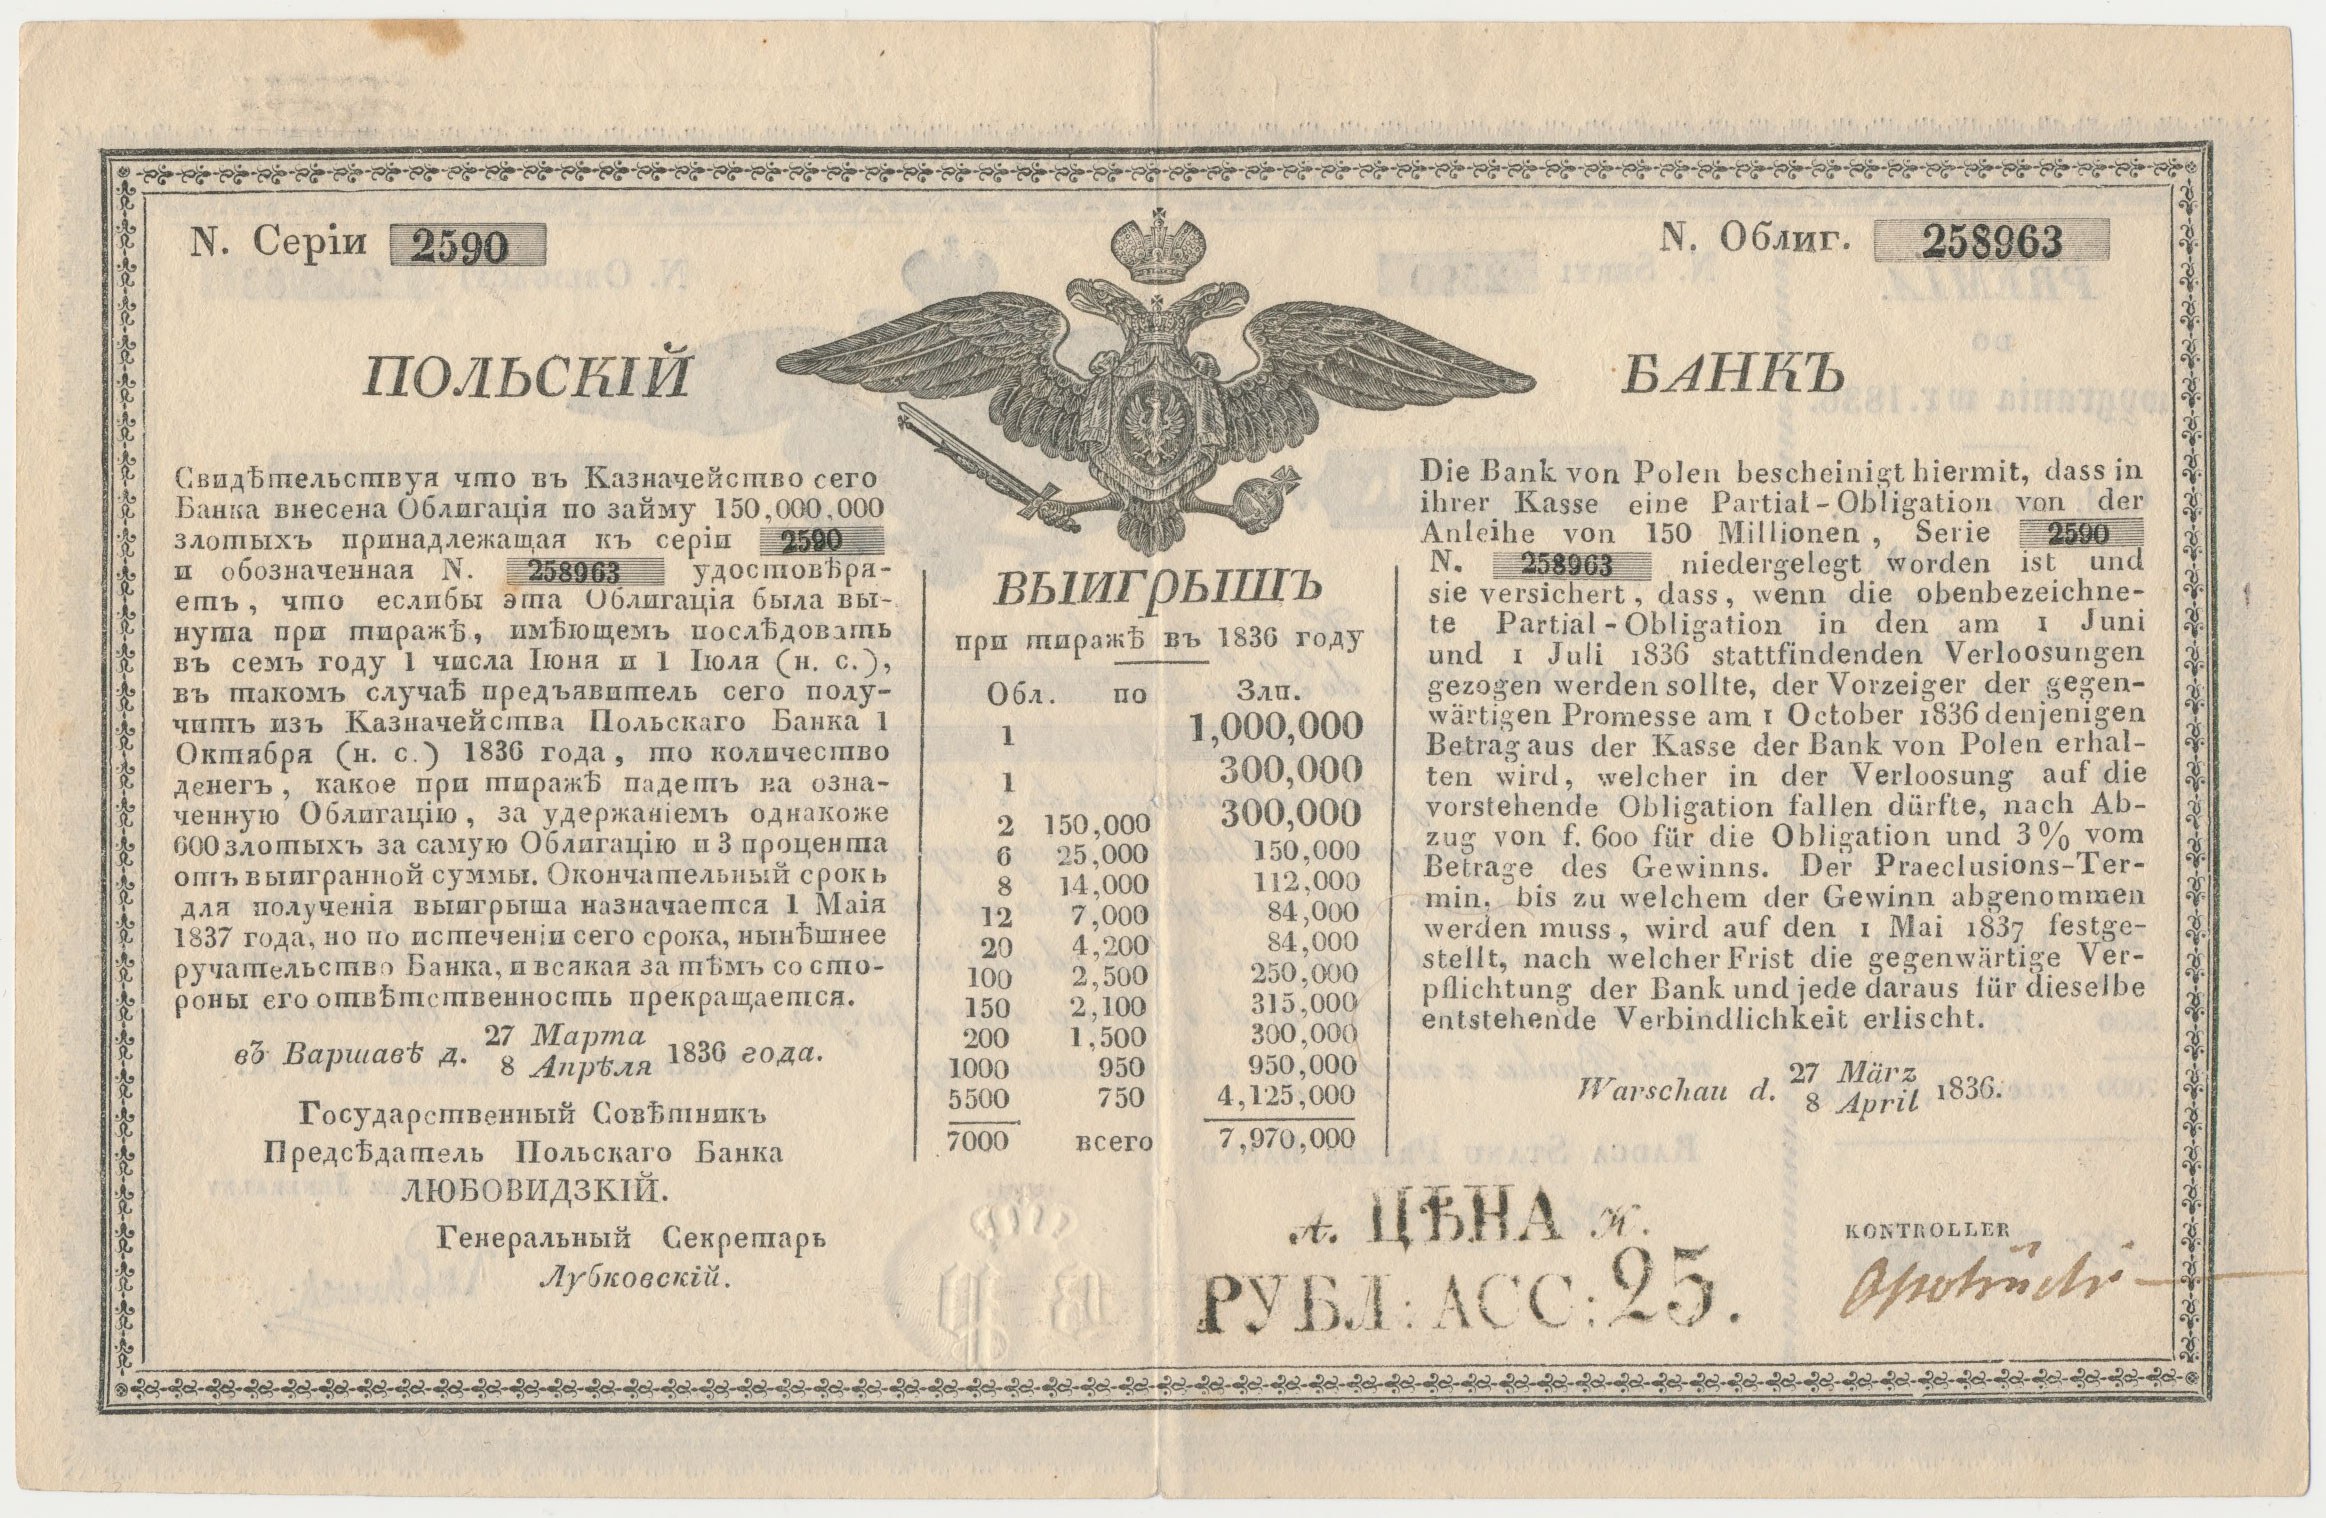 N. Серіи 2590
N. Облиг. 258963
ПОЛЬСКІЙ
БАНКЪ
Свидѣтельствуя что въ Казначейство сего
Банка внесена Облигація по займу 150,000,000
злотыхъ принадлежащая къ серіи 2590
и обозначенная N. 258963 удостовѣря-
етъ, что еслибы эта Облигація была вы-
нута при тиражѣ, имѣющемъ послѣдовать
въ семъ году 1 числа Іюня и 1 Іюля (н. с.),
въ такомъ случаѣ предъявитель сего полу-
читъ изъ Казначейства Польскаго Банка 1
Октября (н. с.) 1836 года, то количество
денегъ, какое при тиражѣ падетъ на озна-
ченную Облигацію, за удержаніемъ однакоже
600 злотыхъ за самую Облигацію и 3 процента
отъ выигранной суммы. Окончательный срокъ
для полученія выигрыша назначается 1 Маія
1837 года, но по истеченіи сего срока, нынѣшнее
ручательство Банка, и всякая за тѣмъ со сто-
роны его отвѣтственность прекращается.
въ Варшавѣ д. 27 Марта / 8 Апрѣля 1836 года.
Государственный Совѣтникъ
Предсѣдатель Польскаго Банка
ЛЮБОВИДЗКІЙ.
Генеральный Секретарь
Лубковскій.
ВЫИГРЫШЪ
при тиражѣ въ 1836 году
Обл. по Злп.
1 1,000,000
1 300,000
2 150,000 300,000
6 25,000 150,000
8 14,000 112,000
12 7,000 84,000
20 4,200 84,000
100 2,500 250,000
150 2,100 315,000
200 1,500 300,000
1000 950 950,000
5500 750 4,125,000
7000 всего 7,970,000
Die Bank von Polen bescheinigt hiermit, dass in
ihrer Kasse eine Partial-Obligation von der
Anleihe von 150 Millionen, Serie 2590
N. 258963 niedergelegt worden ist und
sie versichert, dass, wenn die obenbezeichne-
te Partial-Obligation in den am 1 Juni
und 1 Juli 1836 stattfindenden Verloosungen
gezogen werden sollte, der Vorzeiger der gegen-
wärtigen Promesse am 1 October 1836 denjenigen
Betrag aus der Kasse der Bank von Polen erhal-
ten wird, welcher in der Verloosung auf die
vorstehende Obligation fallen dürfte, nach Ab-
zug von f. 600 für die Obligation und 3% vom
Betrage des Gewinns. Der Praeclusions-Ter-
min, bis zu welchem der Gewinn abgenommen
werden muss, wird auf den 1 Mai 1837 festge-
stellt, nach welcher Frist die gegenwärtige Ver-
pflichtung der Bank und jede daraus für dieselbe
entstehende Verbindlichkeit erlischt.
Warschau d. 27 März / 8 April 1836.
А. ЦѢНА К.
РУБЛ: АСС: 25.
KONTROLLER